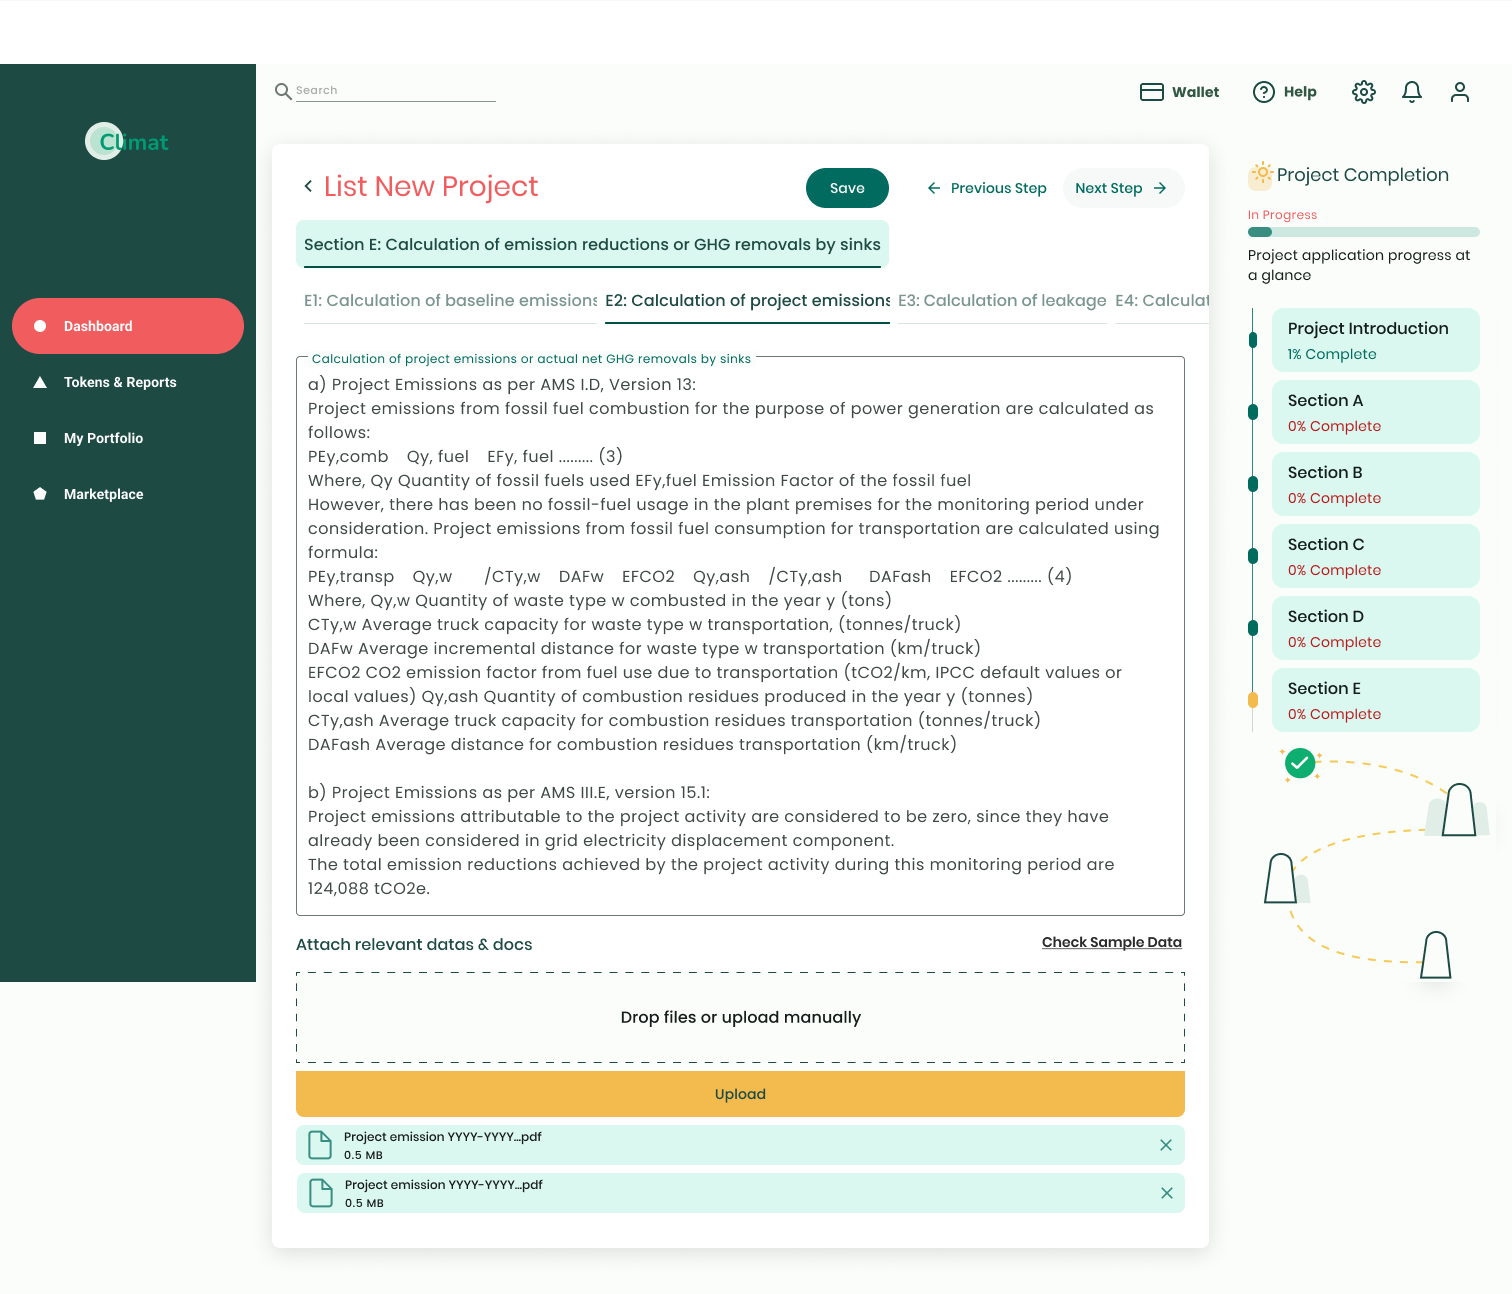 Search
Wallet
Help
Climat
Dashboard
Tokens & Reports
My Portfolio
Marketplace
List New Project
Save
Previous Step
Next Step
Section E: Calculation of emission reductions or GHG removals by sinks
E1: Calculation of baseline emissions
E2: Calculation of project emissions
E3: Calculation of leakage
E4: Calculat
Calculation of project emissions or actual net GHG removals by sinks
a) Project Emissions as per AMS I.D, Version 13:
Project emissions from fossil fuel combustion for the purpose of power generation are calculated as
follows:
PEy,comb Qy, fuel EFy, fuel ......... (3)
Where, Qy Quantity of fossil fuels used EFy,fuel Emission Factor of the fossil fuel
However, there has been no fossil-fuel usage in the plant premises for the monitoring period under
consideration. Project emissions from fossil fuel consumption for transportation are calculated using
formula:
PEy,transp Qy,w /CTy,w DAFw EFCO2 Qy,ash /CTy,ash DAFash EFCO2 ......... (4)
Where, Qy,w Quantity of waste type w combusted in the year y (tons)
CTy,w Average truck capacity for waste type w transportation, (tonnes/truck)
DAFw Average incremental distance for waste type w transportation (km/truck)
EFCO2 CO2 emission factor from fuel use due to transportation (tCO2/km, IPCC default values or
local values) Qy,ash Quantity of combustion residues produced in the year y (tonnes)
CTy,ash Average truck capacity for combustion residues transportation (tonnes/truck)
DAFash Average distance for combustion residues transportation (km/truck)
b) Project Emissions as per AMS III.E, version 15.1:
Project emissions attributable to the project activity are considered to be zero, since they have
already been considered in grid electricity displacement component.
The total emission reductions achieved by the project activity during this monitoring period are
124,088 tCO2e.
Attach relevant datas & docs
Check Sample Data
Drop files or upload manually
Upload
Project emission YYYY-YYYY...pdf
0.5 MB
Project emission YYYY-YYYY...pdf
0.5 MB
Project Completion
In Progress
Project application progress at
a glance
Project Introduction
1% Complete
Section A
0% Complete
Section B
0% Complete
Section C
0% Complete
Section D
0% Complete
Section E
0% Complete